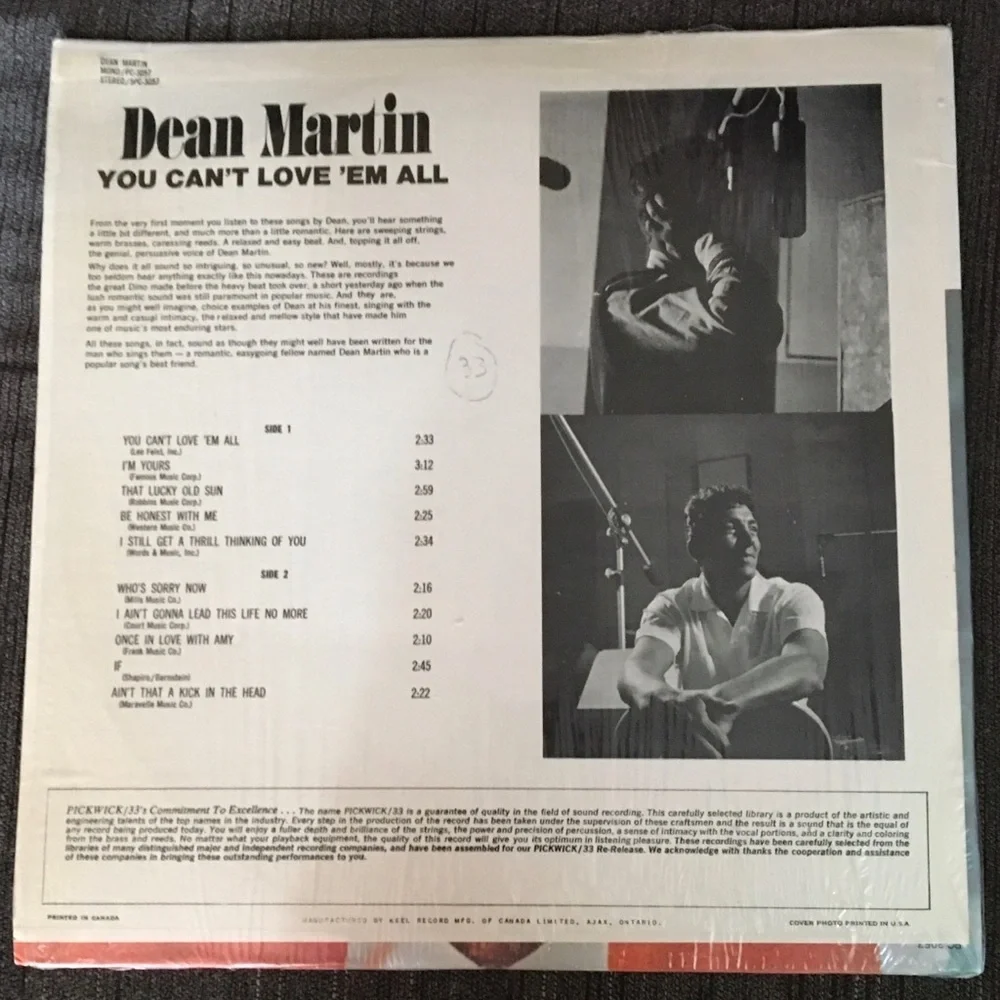 DEAN MARTIN
MONO/PC-3057
STEREO/SPC-3057
Dean Martin
YOU CAN'T LOVE 'EM ALL
From the very first moment you listen to these songs by Dean, you'll hear something
a little bit different, and much more than a little romantic. Here are sweeping strings,
warm brasses, caressing reeds. A relaxed and easy beat. And, topping it all off,
the genial, persuasive voice of Dean Martin.
Why does it all sound so intriguing, so unusual, so new? Well, mostly, it's because we
too seldom hear anything exactly like this nowadays. These are recordings
the great Dino made before the heavy beat took over, a short yesterday ago when the
lush romantic sound was still paramount in popular music. And they are,
as you might well imagine, choice examples of Dean at his finest, singing with the
warm and casual intimacy, the relaxed and mellow style that have made him
one of music's most enduring stars.
All these songs, in fact, sound as though they might well have been written for the
man who sings them — a romantic, easygoing fellow named Dean Martin who is a
popular song's best friend.
33
SIDE 1
YOU CAN'T LOVE 'EM ALL 2:33
(Leo Feist, Inc.)
I'M YOURS 3:12
(Famous Music Corp.)
THAT LUCKY OLD SUN 2:59
(Robbins Music Corp.)
BE HONEST WITH ME 2:25
(Western Music Co.)
I STILL GET A THRILL THINKING OF YOU 2:34
(Words & Music, Inc.)
SIDE 2
WHO'S SORRY NOW 2:16
(Mills Music Co.)
I AIN'T GONNA LEAD THIS LIFE NO MORE 2:20
(Court Music Corp.)
ONCE IN LOVE WITH AMY 2:10
(Frank Music Co.)
IF 2:45
(Shapiro/Bernstein)
AIN'T THAT A KICK IN THE HEAD 2:22
(Maravelle Music Co.)
PICKWICK/33's Commitment To Excellence . . . The name PICKWICK/33 is a guarantee of quality in the field of sound recording. This carefully selected library is a product of the artistic and
engineering talents of the top names in the industry. Every step in the production of the record has been taken under the supervision of these craftsmen and the result is a sound that is the equal of
any record being produced today. You will enjoy a fuller depth and brilliance of the strings, the power and precision of percussion, a sense of intimacy with the vocal portions, and a clarity and coloring
from the brass and reeds. No matter what your playback equipment, the quality of this record will give you its optimum in listening pleasure. These recordings have been carefully selected from the
libraries of many distinguished major and independent recording companies, and have been assembled for our PICKWICK/33 Re-Release. We acknowledge with thanks the cooperation and assistance
of these companies in bringing these outstanding performances to you.
PRINTED IN CANADA
MANUFACTURED BY KEEL RECORD MFG. OF CANADA LIMITED, AJAX, ONTARIO.
COVER PHOTO PRINTED IN U.S.A.